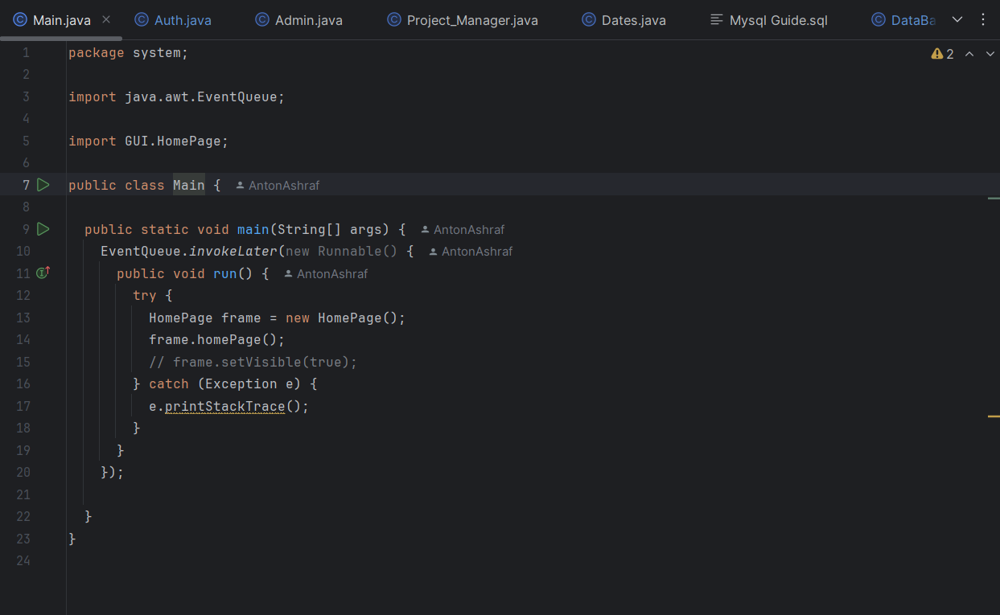 Main.java Auth.java Admin.java Project_Manager.java Dates.java Mysql Guide.sql DataBa
1 package system; 2
2
3 import java.awt.EventQueue;
4
5 import GUI.HomePage;
6
7 public class Main { AntonAshraf
8
9 public static void main(String[] args) { AntonAshraf
10 EventQueue.invokeLater(new Runnable() { AntonAshraf
11 public void run() { AntonAshraf
12 try {
13 HomePage frame = new HomePage();
14 frame.homePage();
15 // frame.setVisible(true);
16 } catch (Exception e) {
17 e.printStackTrace();
18 }
19 }
20 });
21
22 }
23 }
24